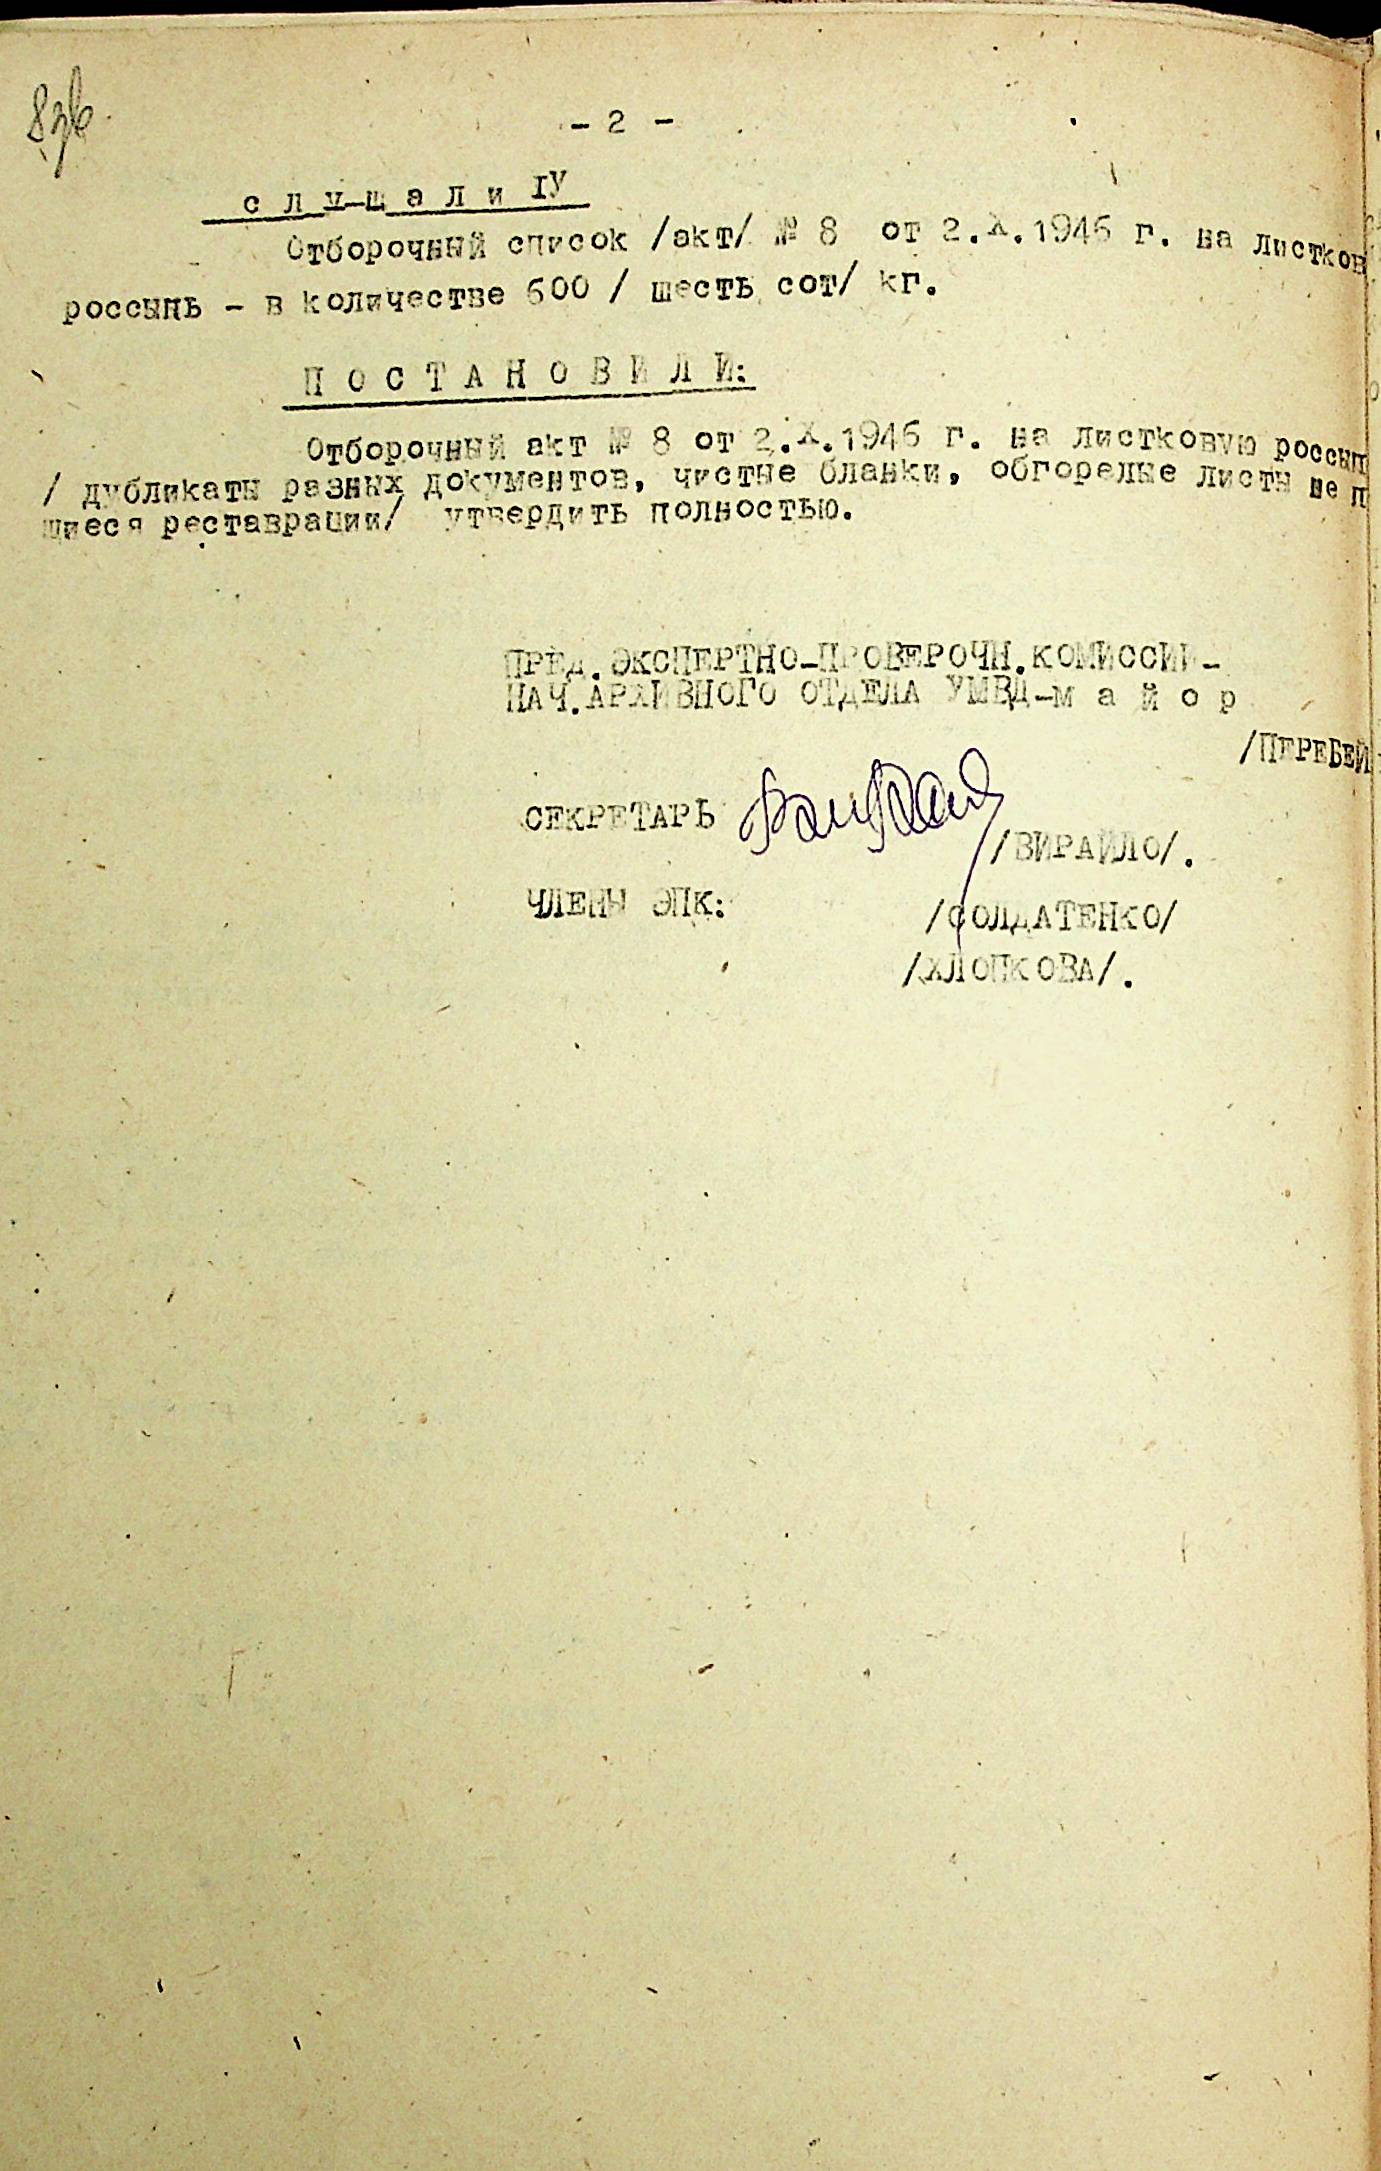 83б
- 2 -
с л у ш а л и IУ
Отборочный список /акт/ № 8 от 2.X.1946 г. на листков
россыпь - в количестве 600 / шесть сот/ кг.
П О С Т А Н О В И Л И:
Отборочный акт № 8 от 2.X.1946 г. на листковую россып
/ дубликаты разных документов, чистые бланки, обгорелые листы не п
шиеся реставрации/ утвердить полностью.
ПРЕД.ЭКСПЕРТНО-ПРОВЕРОЧН.КОМИССИИ-
НАЧ.АРХИВНОГО ОТДЕЛА УМВД-м а й о р
/ПЕРЕБЕЙ
СЕКРЕТАРЬ
/ВИРАЙЛО/.
ЧЛЕНЫ ЭПК: /СОЛДАТЕНКО/
/ХЛОПКОВА/.